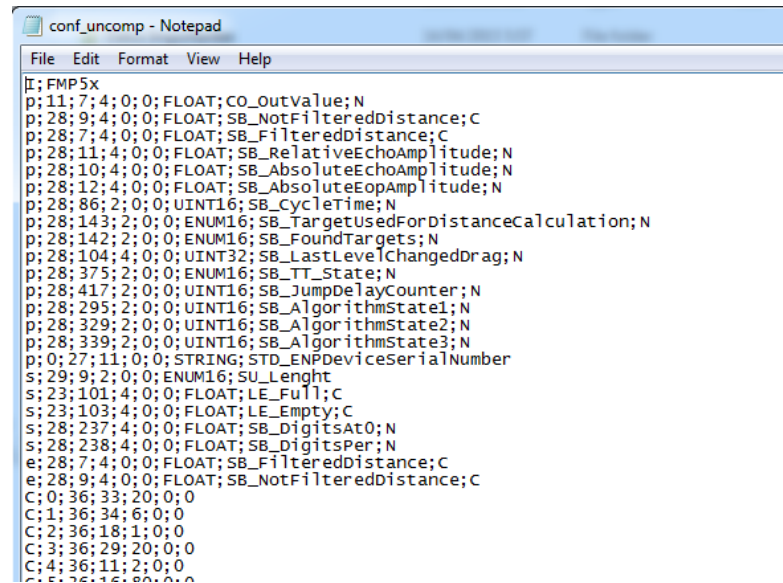 conf_uncomp - Notepad
File Edit Format View Help
I;FMP5x
p;11;7;4;0;0;FLOAT;CO_OutValue;N
p;28;9;4;0;0;FLOAT;SB_NotFilteredDistance;C
p;28;7;4;0;0;FLOAT;SB_FilteredDistance;C
p;28;11;4;0;0;FLOAT;SB_RelativeEchoAmplitude;N
p;28;10;4;0;0;FLOAT;SB_AbsoluteEchoAmplitude;N
p;28;12;4;0;0;FLOAT;SB_AbsoluteEopAmplitude;N
p;28;86;2;0;0;UINT16;SB_CycleTime;N
p;28;143;2;0;0;ENUM16;SB_TargetUsedForDistanceCalculation;N
p;28;142;2;0;0;ENUM16;SB_FoundTargets;N
p;28;104;4;0;0;UINT32;SB_LastLevelChangedDrag;N
p;28;375;2;0;0;ENUM16;SB_TT_State;N
p;28;417;2;0;0;UINT16;SB_JumpDelayCounter;N
p;28;295;2;0;0;UINT16;SB_AlgorithmState1;N
p;28;329;2;0;0;UINT16;SB_AlgorithmState2;N
p;28;339;2;0;0;UINT16;SB_AlgorithmState3;N
p;0;27;11;0;0;STRING;STD_ENPDeviceSerialNumber
s;29;9;2;0;0;ENUM16;SU_Lenght
s;23;101;4;0;0;FLOAT;LE_Full;C
s;23;103;4;0;0;FLOAT;LE_Empty;C
s;28;237;4;0;0;FLOAT;SB_DigitsAt0;N
s;28;238;4;0;0;FLOAT;SB_DigitsPer;N
e;28;7;4;0;0;FLOAT;SB_FilteredDistance;C
e;28;9;4;0;0;FLOAT;SB_NotFilteredDistance;C
C;0;36;33;20;0;0
C;1;36;34;6;0;0
C;2;36;18;1;0;0
C;3;36;29;20;0;0
C;4;36;11;2;0;0
C;5;36;16;80;0;0